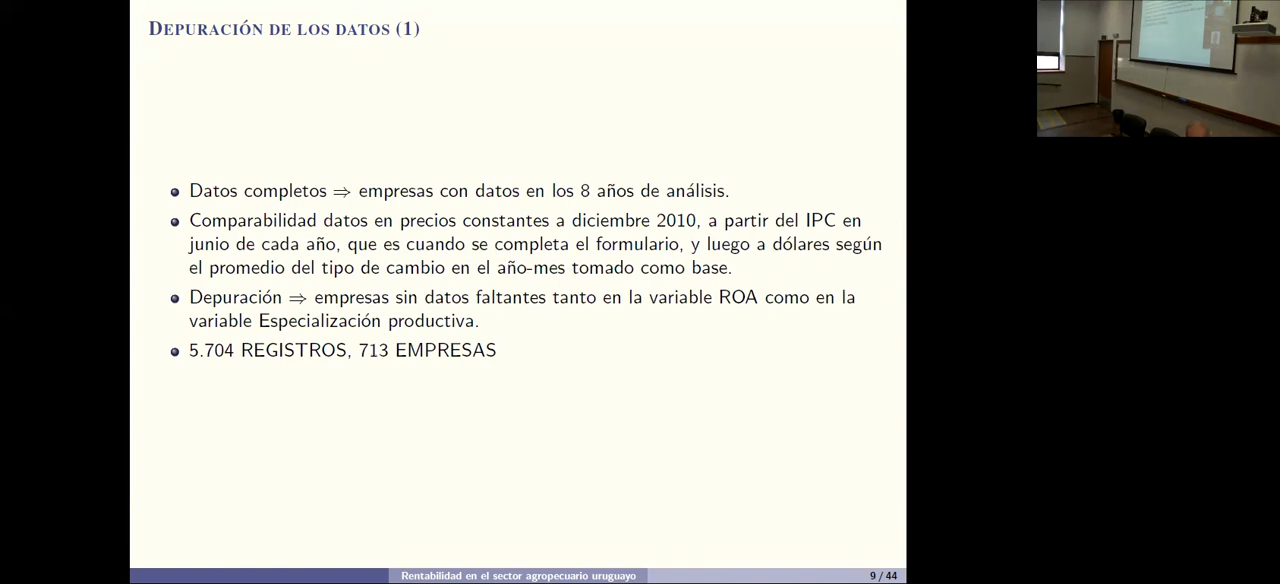 DEPURACIÓN DE LOS DATOS (1)
Datos completos ⇒ empresas con datos en los 8 años de análisis.
Comparabilidad datos en precios constantes a diciembre 2010, a partir del IPC en
junio de cada año, que es cuando se completa el formulario, y luego a dólares según
el promedio del tipo de cambio en el año-mes tomado como base.
Depuración ⇒ empresas sin datos faltantes tanto en la variable ROA como en la
variable Especialización productiva.
5.704 REGISTROS, 713 EMPRESAS
Rentabilidad en el sector agropecuario uruguayo
9 / 44